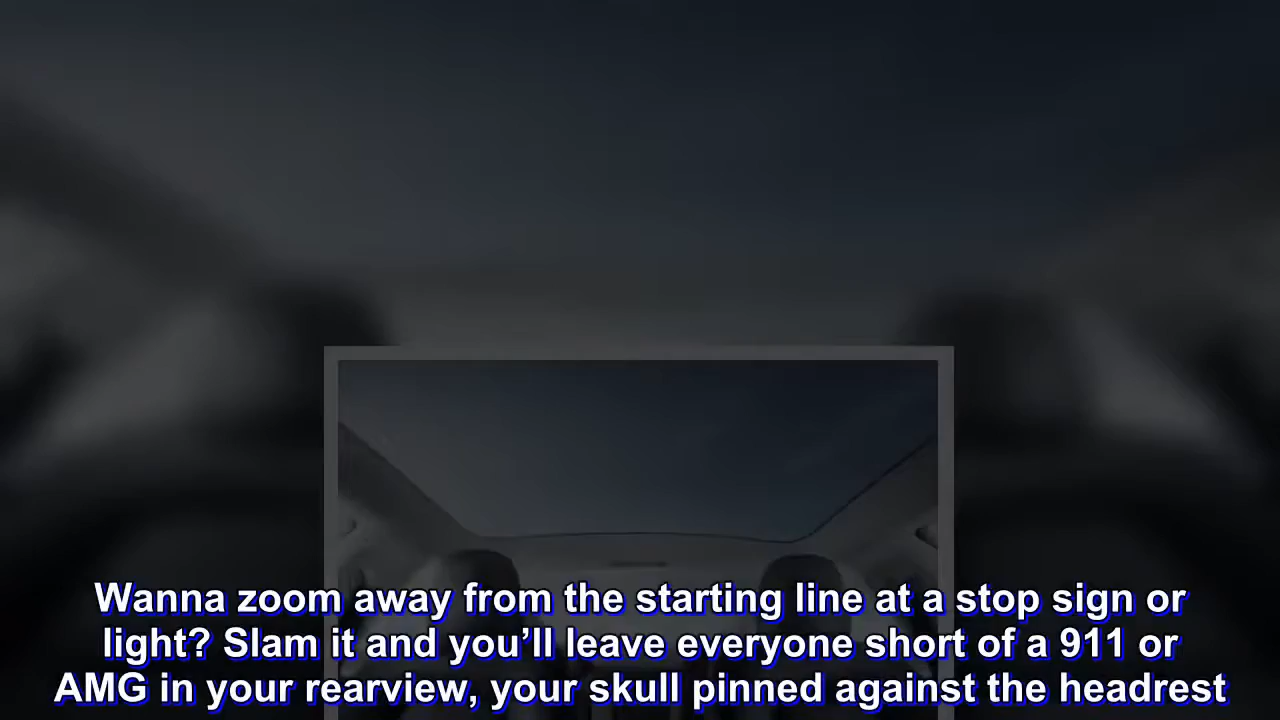 Wanna zoom away from the starting line at a stop sign or
light? Slam it and you’ll leave everyone short of a 911 or
AMG in your rearview, your skull pinned against the headrest